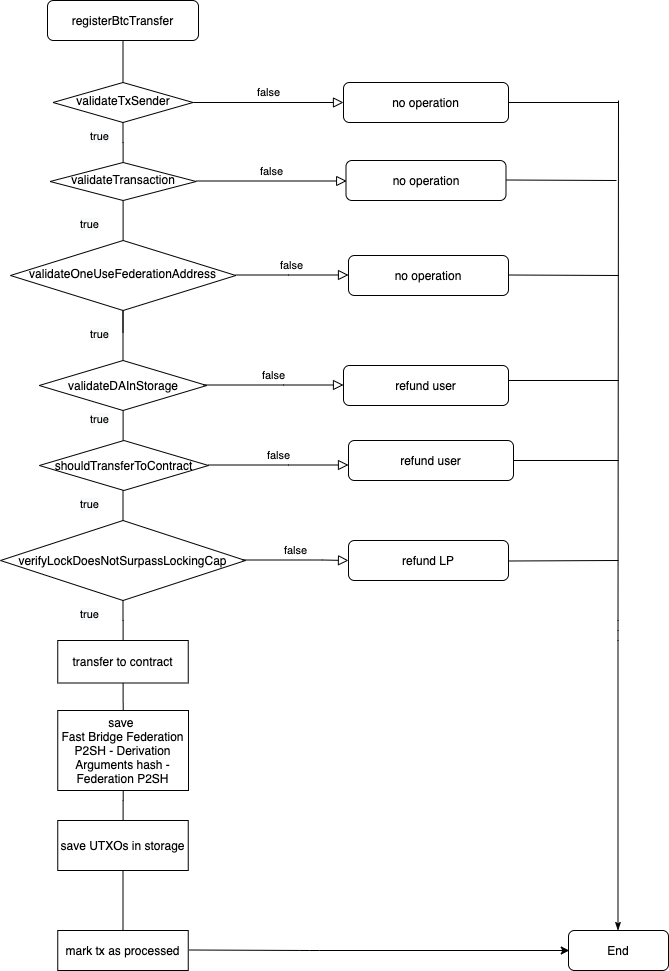 registerBtcTransfer
validateTxSender
false
no operation
true
validateTransaction
false
no operation
true
validateOneUseFederationAddress
false
no operation
true
validateDAInStorage
false
refund user
true
shouldTransferToContract
false
refund user
true
verifyLockDoesNotSurpassLockingCap
false
refund LP
true
transfer to contract
save
Fast Bridge Federation
P2SH - Derivation
Arguments hash -
Federation P2SH
save UTXOs in storage
mark tx as processed
End